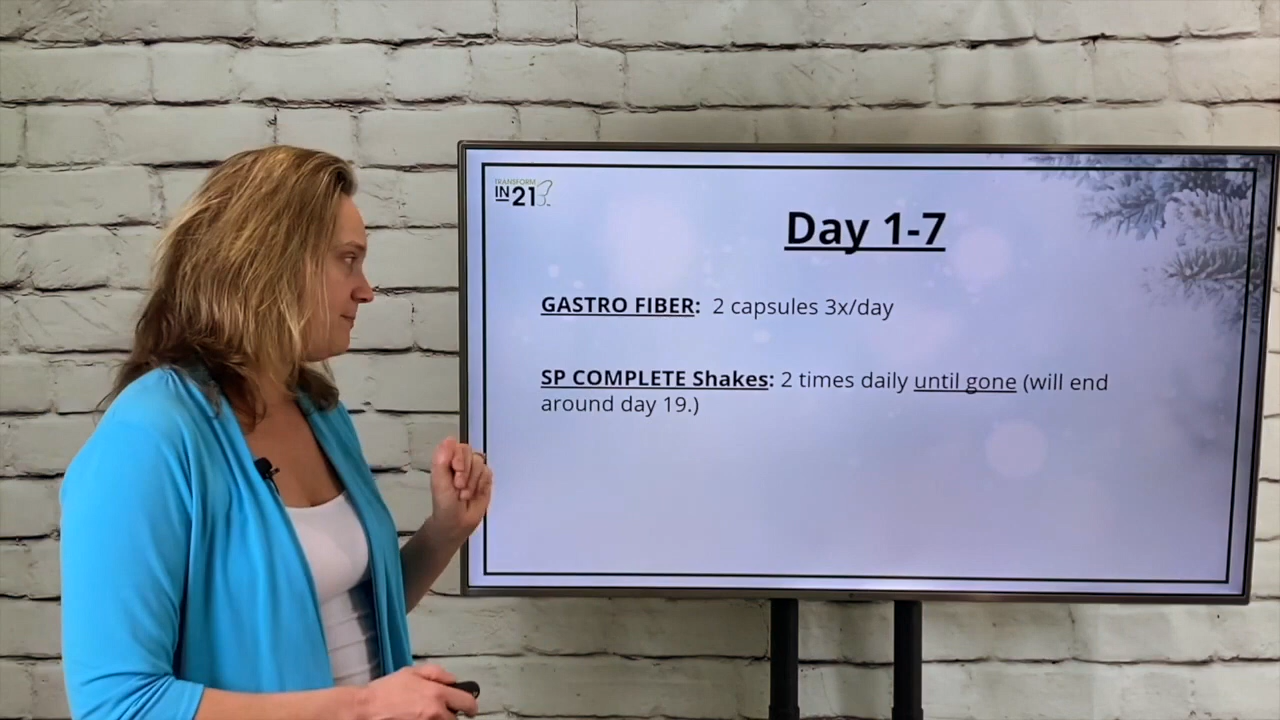 TRANSFORM
IN 21
Day 1-7
GASTRO FIBER: 2 capsules 3x/day
SP COMPLETE Shakes: 2 times daily until gone (will end
around day 19.)